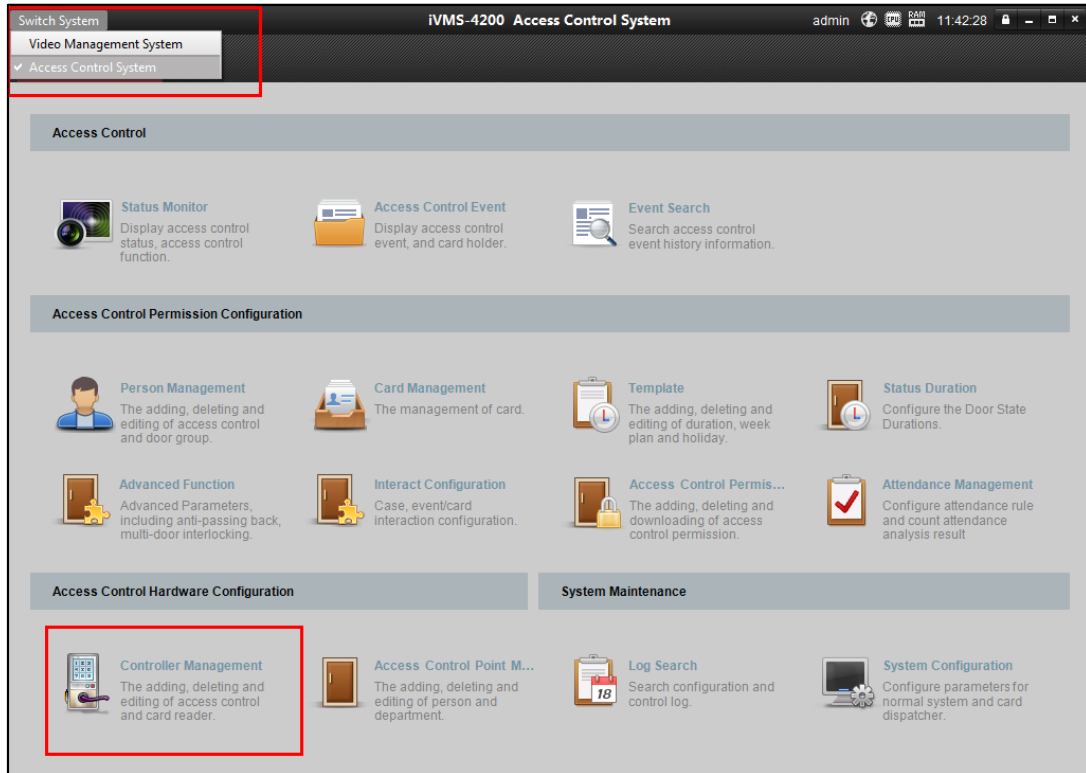 Switch System
iVMS-4200 Access Control System
admin
CPU
RAM
11:42:28
Video Management System
Access Control System
Access Control
Status Monitor
Display access control
status, access control
function.
Access Control Event
Display access control
event, and card holder.
Event Search
Search access control
event history information.
Access Control Permission Configuration
Person Management
The adding, deleting and
editing of access control
and door group.
Card Management
The management of card.
Template
The adding, deleting and
editing of duration, week
plan and holiday.
Status Duration
Configure the Door State
Durations.
Advanced Function
Advanced Parameters,
including anti-passing back,
multi-door interlocking.
Interact Configuration
Case, event/card
interaction configuration.
Access Control Permis...
The adding, deleting and
downloading of access
control permission.
Attendance Management
Configure attendance rule
and count attendance
analysis result
Access Control Hardware Configuration
System Maintenance
Controller Management
The adding, deleting and
editing of access control
and card reader.
Access Control Point M...
The adding, deleting and
editing of person and
department.
18
Log Search
Search configuration and
control log.
System Configuration
Configure parameters for
normal system and card
dispatcher.